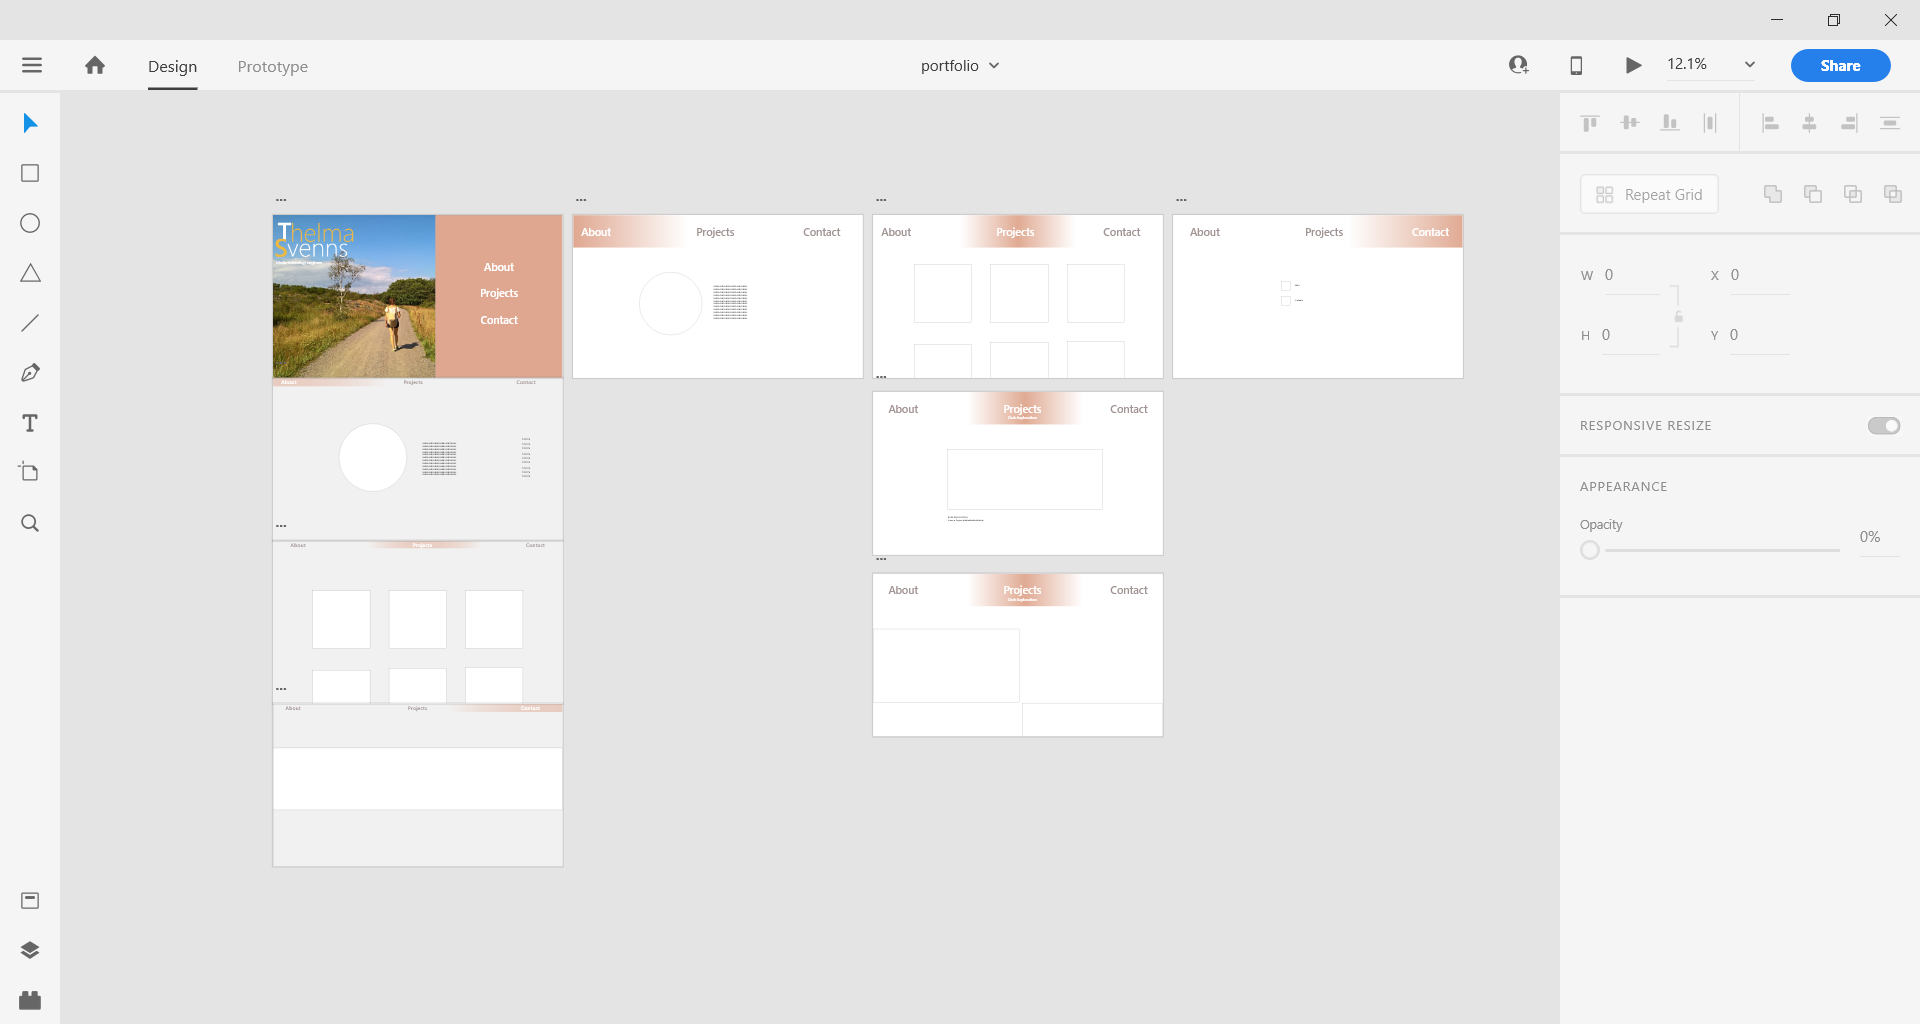 Design
Prototype
portfolio
12.1%
Share
Repeat Grid
W 0
X 0
H 0
Y 0
RESPONSIVE RESIZE
APPEARANCE
Opacity
0%
Thelma
Svenns
About
Projects
Contact
About
Projects
Contact
About
Projects
Contact
About
Projects
Contact
About
Projects
Contact
About
Projects
Contact
About
Projects
Contact
About
Projects
Contact
About
Projects
Contact